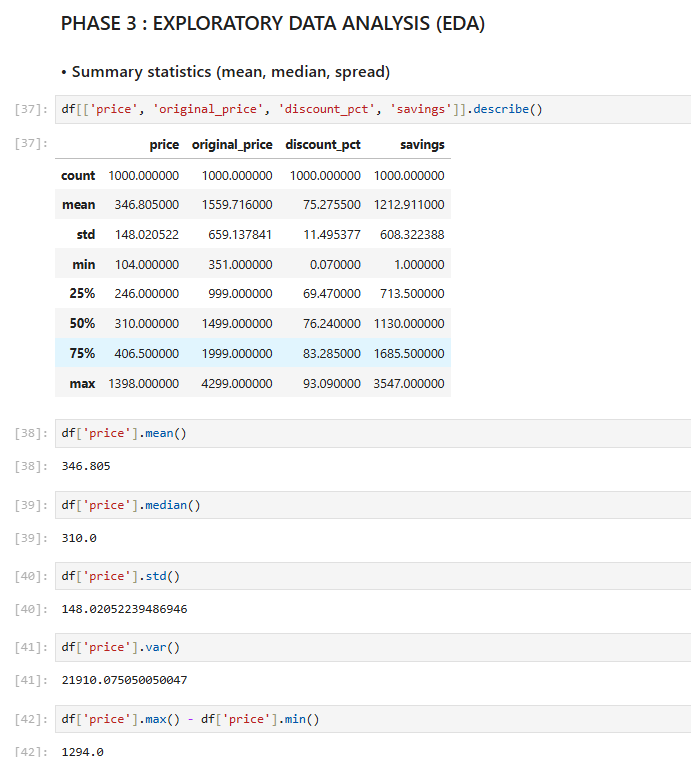 PHASE 3 : EXPLORATORY DATA ANALYSIS (EDA)
• Summary statistics (mean, median, spread)
[37]: df[['price', 'original_price', 'discount_pct', 'savings']].describe()
[37]: price original_price discount_pct savings
count 1000.000000 1000.000000 1000.000000 1000.000000
mean 346.805000 1559.716000 75.275500 1212.911000
std 148.020522 659.137841 11.495377 608.322388
min 104.000000 351.000000 0.070000 1.000000
25% 246.000000 999.000000 69.470000 713.500000
50% 310.000000 1499.000000 76.240000 1130.000000
75% 406.500000 1999.000000 83.285000 1685.500000
max 1398.000000 4299.000000 93.090000 3547.000000
[38]: df['price'].mean()
[38]: 346.805
[39]: df['price'].median()
[39]: 310.0
[40]: df['price'].std()
[40]: 148.02052239486946
[41]: df['price'].var()
[41]: 21910.075050050047
[42]: df['price'].max() - df['price'].min()
[42]: 1294.0